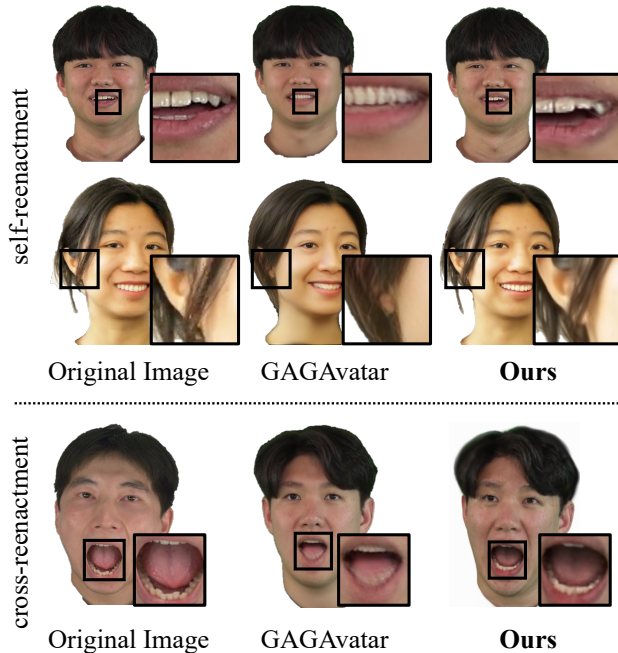 self-reenactment
Original Image GAGAvatar Ours
cross-reenactment
Original Image GAGAvatar Ours